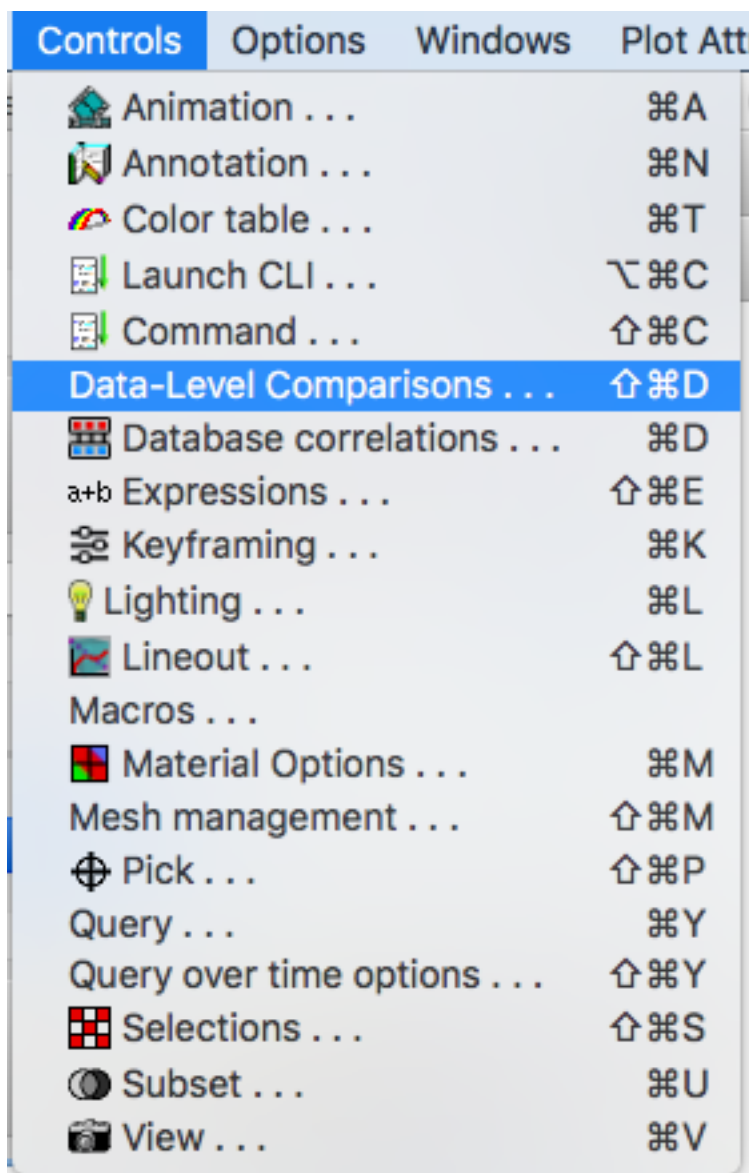 Controls Options Windows Plot Att
Animation . . . ⌘A
Annotation . . . ⌘N
Color table . . . ⌘T
Launch CLI . . . ⌥⌘C
Command . . . ⇧⌘C
Data-Level Comparisons . . . ⇧⌘D
Database correlations . . . ⌘D
a+b Expressions . . . ⇧⌘E
Keyframing . . . ⌘K
Lighting . . . ⌘L
Lineout . . . ⇧⌘L
Macros . . .
Material Options . . . ⌘M
Mesh management . . . ⇧⌘M
Pick . . . ⇧⌘P
Query . . . ⌘Y
Query over time options . . . ⇧⌘Y
Selections . . . ⇧⌘S
Subset . . . ⌘U
View . . . ⌘V